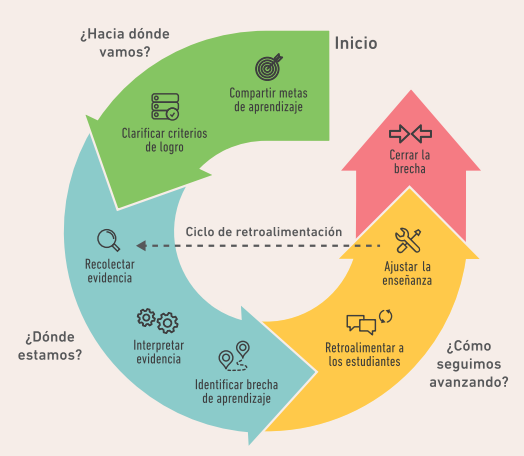 ¿Hacia dónde
vamos?
Inicio
Compartir metas
de aprendizaje
Clarificar criterios
de logro
Cerrar la
brecha
Ciclo de retroalimentación
Recolectar
evidencia
Ajustar la
enseñanza
¿Dónde
estamos?
Interpretar
evidencia
Identificar brecha
de aprendizaje
Retroalimentar a
los estudiantes
¿Cómo
seguimos
avanzando?